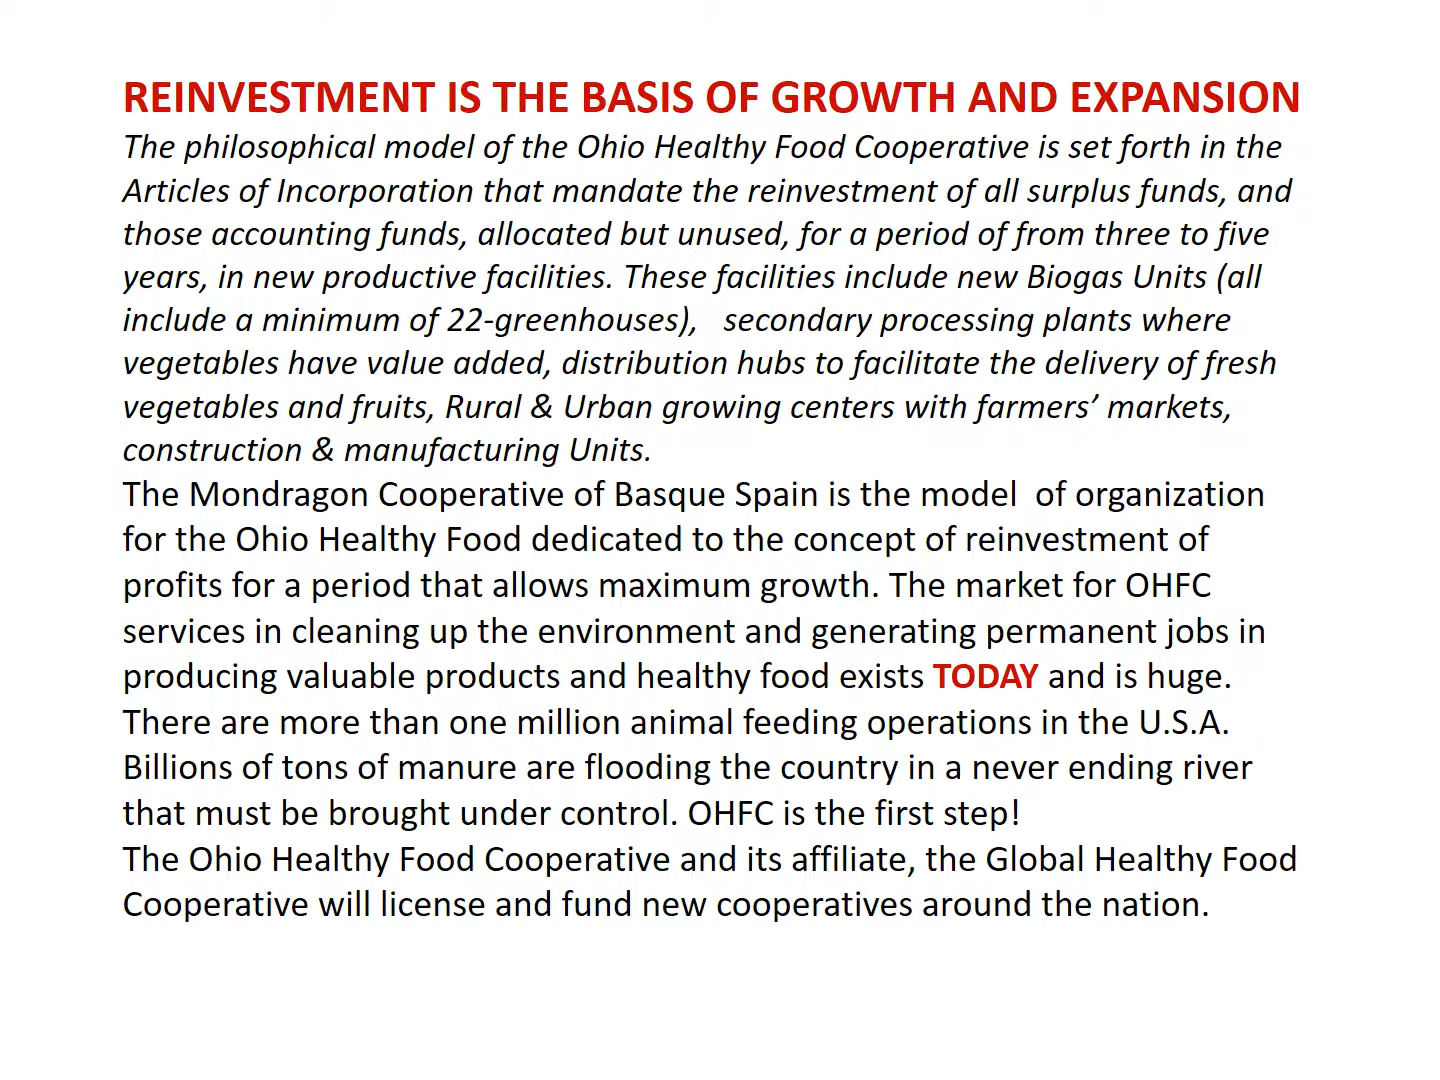 REINVESTMENT IS THE BASIS OF GROWTH AND EXPANSION
The philosophical model of the Ohio Healthy Food Cooperative is set forth in the
Articles of Incorporation that mandate the reinvestment of all surplus funds, and
those accounting funds, allocated but unused, for a period of from three to five
years, in new productive facilities. These facilities include new Biogas Units (all
include a minimum of 22-greenhouses),   secondary processing plants where
vegetables have value added, distribution hubs to facilitate the delivery of fresh
vegetables and fruits, Rural & Urban growing centers with farmers’ markets,
construction & manufacturing Units.
The Mondragon Cooperative of Basque Spain is the model  of organization
for the Ohio Healthy Food dedicated to the concept of reinvestment of
profits for a period that allows maximum growth. The market for OHFC
services in cleaning up the environment and generating permanent jobs in
producing valuable products and healthy food exists TODAY and is huge.
There are more than one million animal feeding operations in the U.S.A.
Billions of tons of manure are flooding the country in a never ending river
that must be brought under control. OHFC is the first step!
The Ohio Healthy Food Cooperative and its affiliate, the Global Healthy Food
Cooperative will license and fund new cooperatives around the nation.